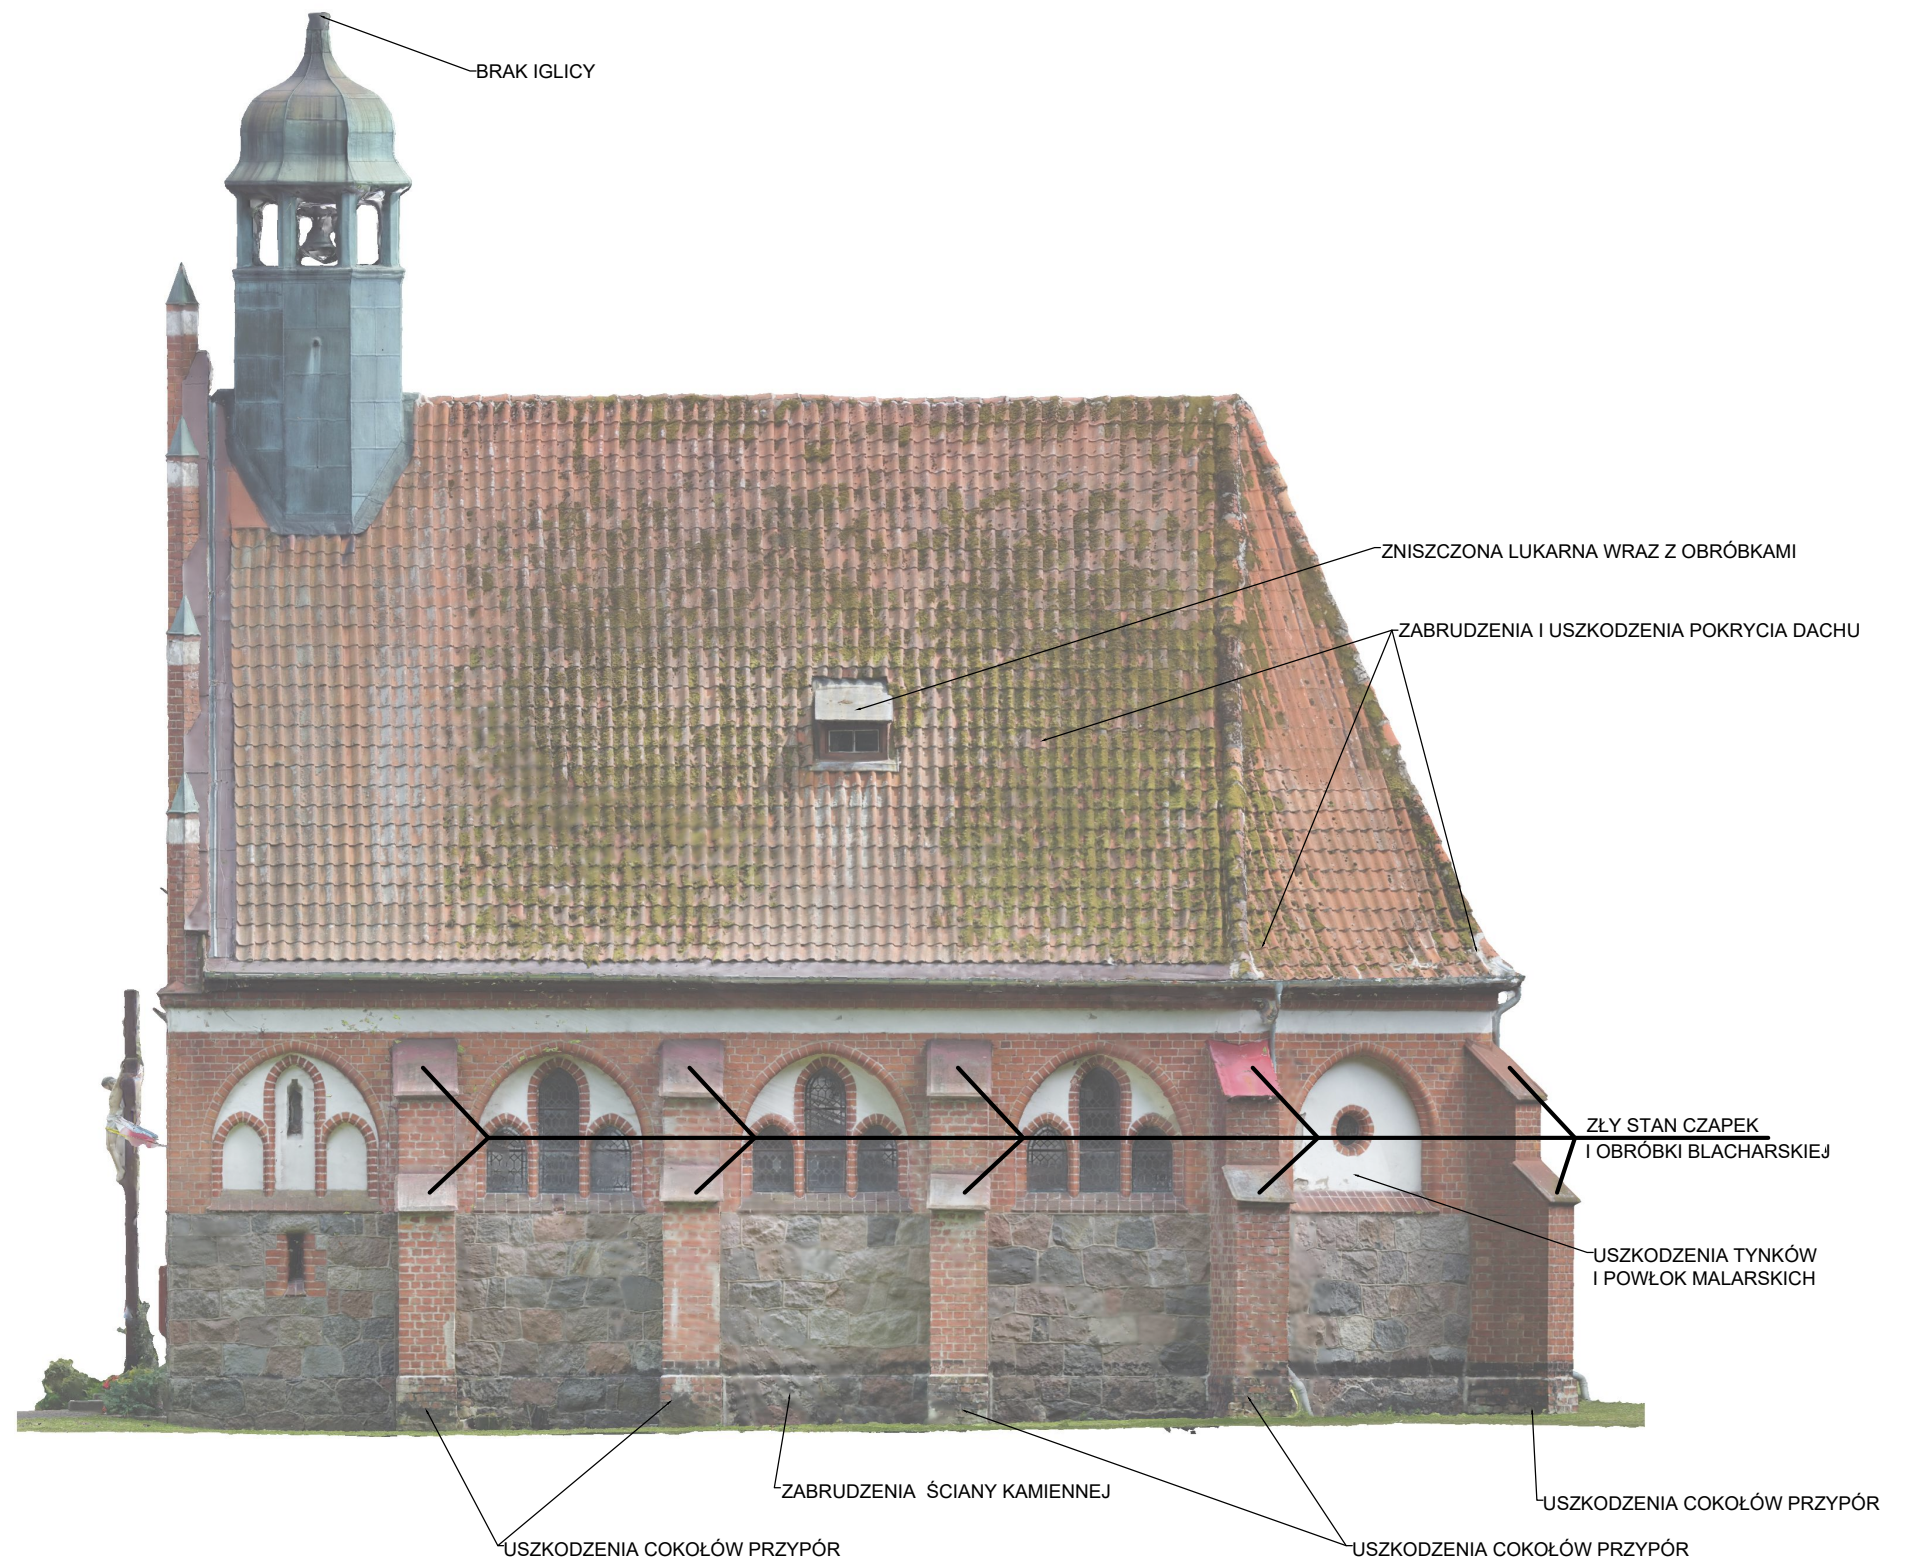 BRAK IGLICY
ZNISZCZONA LUKARNA WRAZ Z OBRÓBKAMI
ZABRUDZENIA I USZKODZENIA POKRYCIA DACHU
ZŁY STAN CZAPEK
I OBRÓBKI BLACHARSKIEJ
USZKODZENIA TYNKÓW
I POWŁOK MALARSKICH
ZABRUDZENIA ŚCIANY KAMIENNEJ
USZKODZENIA COKOŁÓW PRZYPÓR
USZKODZENIA COKOŁÓW PRZYPÓR
USZKODZENIA COKOŁÓW PRZYPÓR